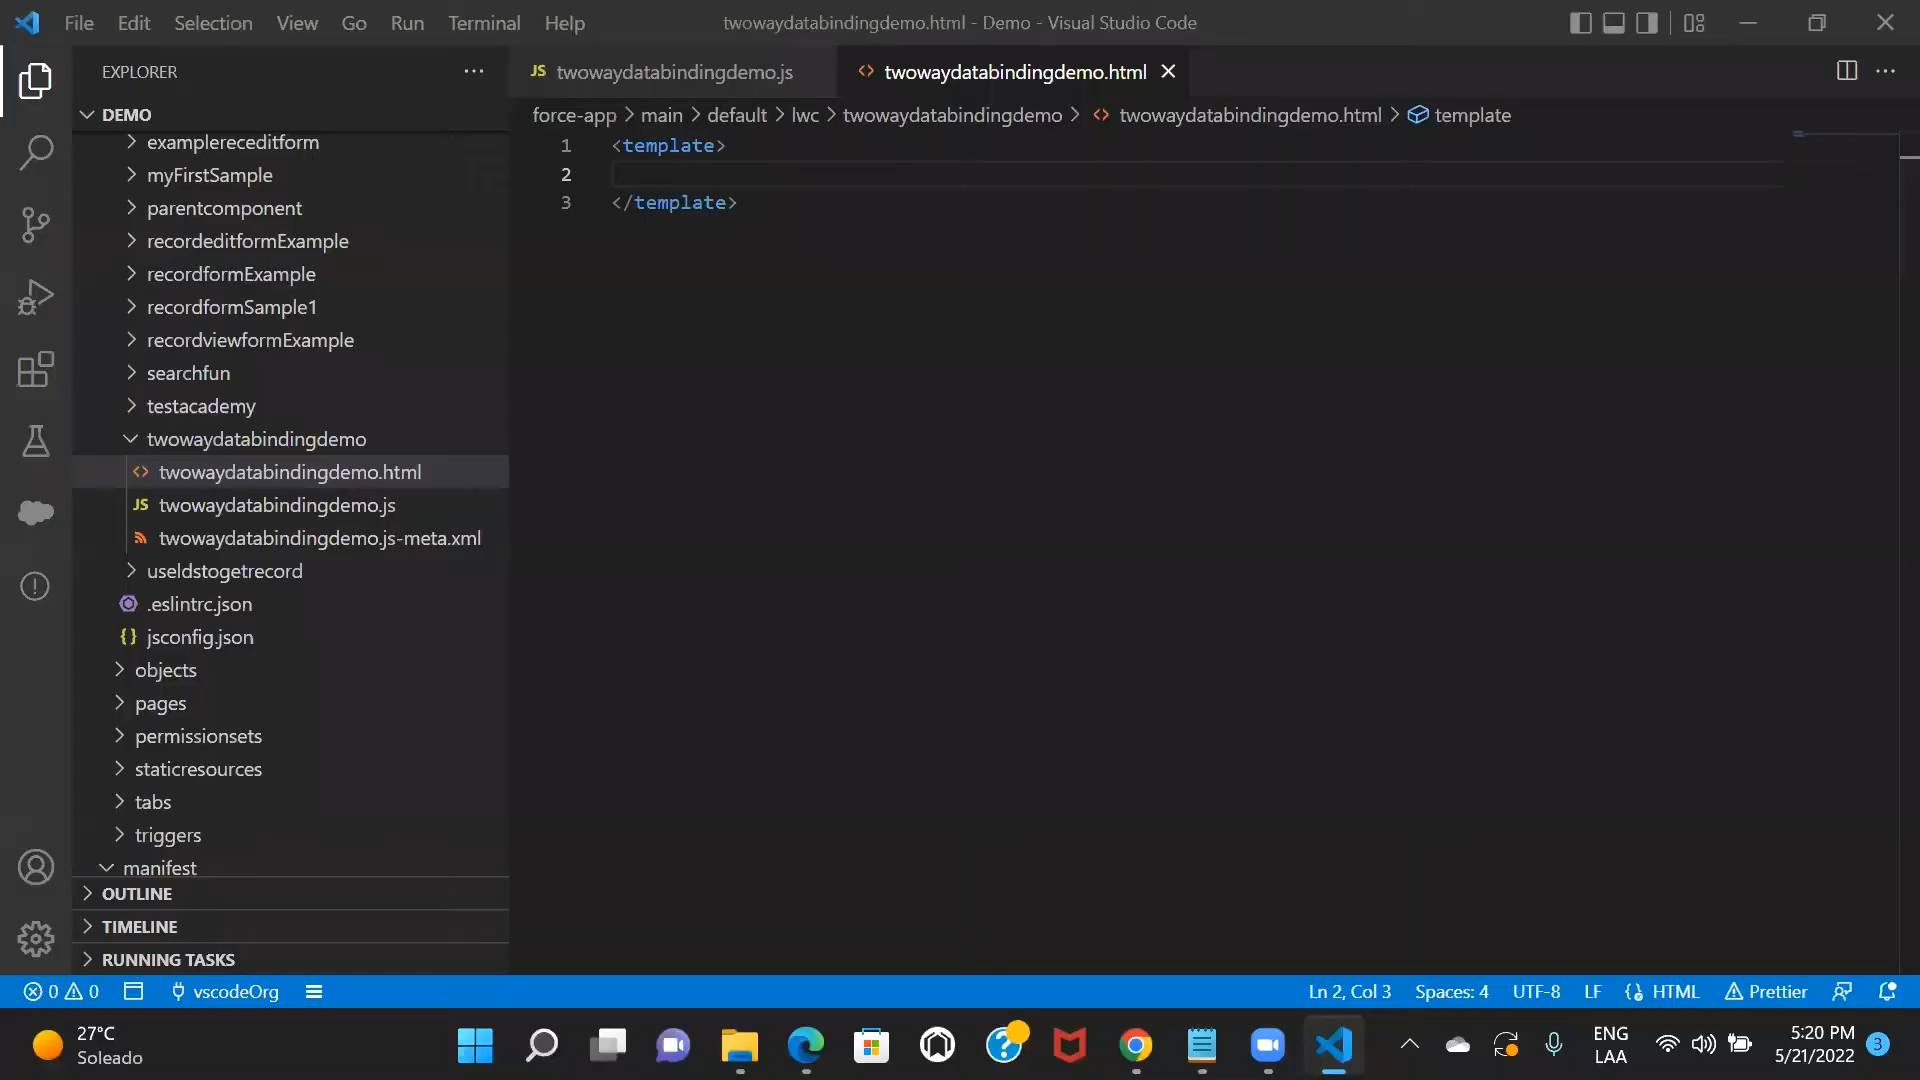 File Edit Selection View Go Run Terminal Help
twowaydatabindingdemo.html - Demo - Visual Studio Code
EXPLORER
DEMO
examplereceditform
myFirstSample
parentcomponent
recordeditformExample
recordformExample
recordformSample1
recordviewformExample
searchfun
testacademy
twowaydatabindingdemo
twowaydatabindingdemo.html
JS twowaydatabindingdemo.js
twowaydatabindingdemo.js-meta.xml
useldstogetrecord
.eslintrc.json
{} jsconfig.json
objects
pages
permissionsets
staticresources
tabs
triggers
manifest
OUTLINE
TIMELINE
RUNNING TASKS
JS twowaydatabindingdemo.js
<> twowaydatabindingdemo.html
force-app > main > default > lwc > twowaydatabindingdemo > <> twowaydatabindingdemo.html > template
1 <template>
2
3 </template>
0 0 vscodeOrg
Ln 2, Col 3 Spaces: 4 UTF-8 LF HTML Prettier
27°C
Soleado
ENG
LAA
5:20 PM
5/21/2022
3